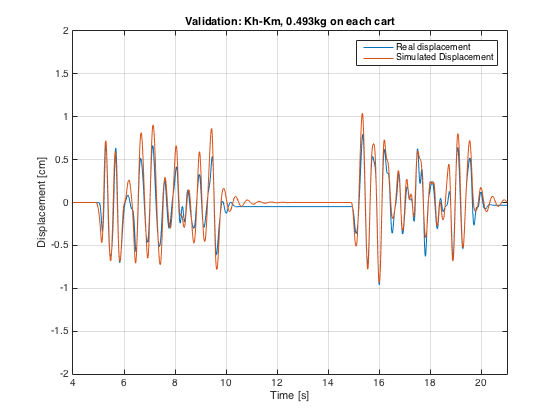 Validation: Kh-Km, 0.493kg on each cart
Real displacement
Simulated Displacement
Displacement [cm]
2
1.5
1
0.5
0
-0.5
-1
-1.5
-2
4 6 8 10 12 14 16 18 20
Time [s]